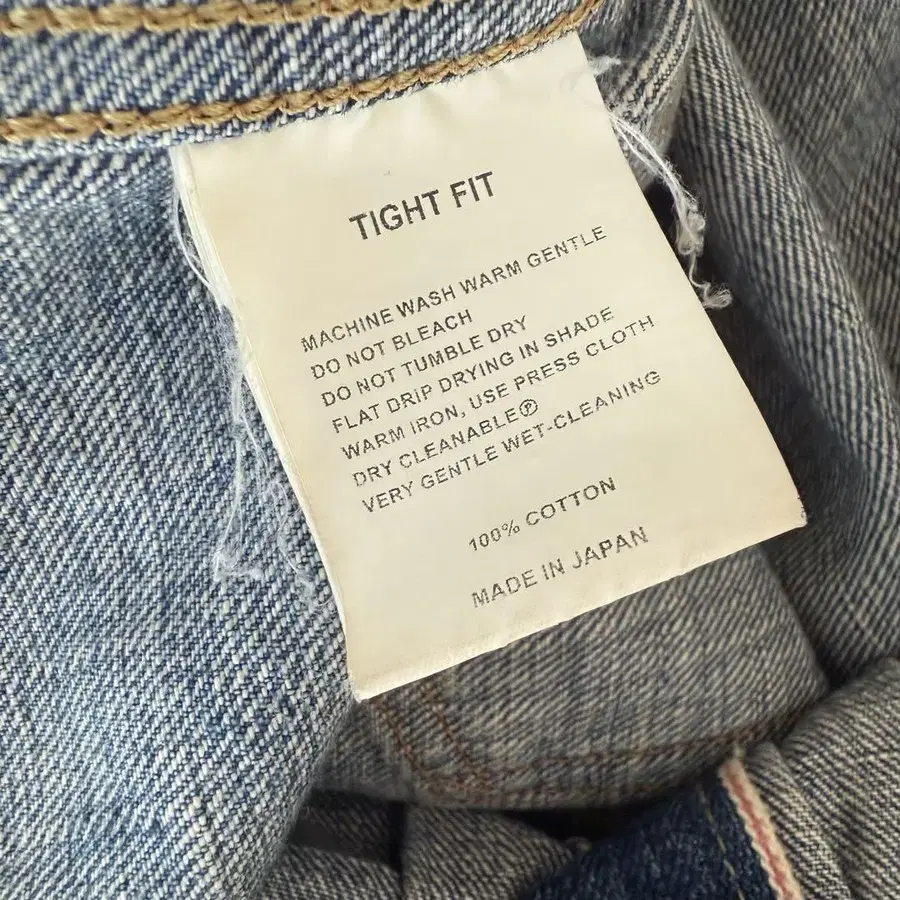 TIGHT FIT
MACHINE WASH WARM GENTLE
DO NOT BLEACH
DO NOT TUMBLE DRY
FLAT DRIP DRYING IN SHADE
WARM IRON, USE PRESS CLOTH
DRY CLEANABLEⓅ
VERY GENTLE WET-CLEANING
100% COTTON
MADE IN JAPAN